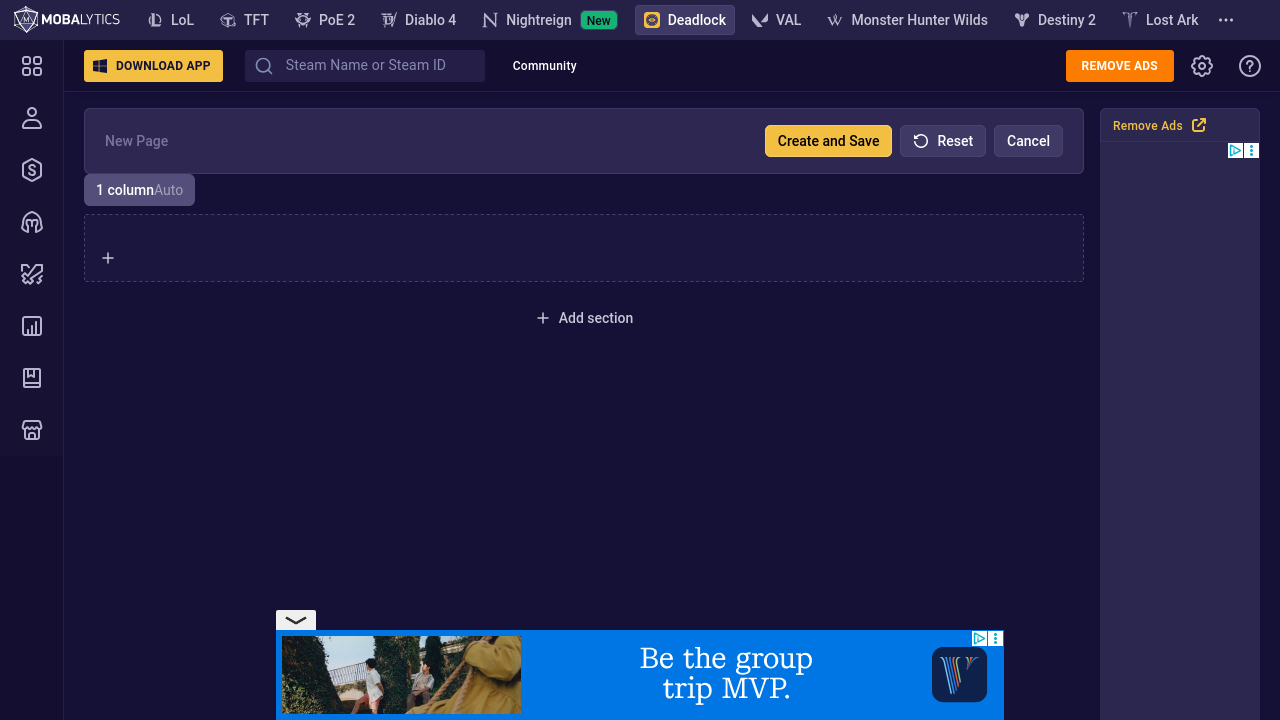 MOBALYTICS
LoL
TFT
PoE 2
Diablo 4
Nightreign
New
Deadlock
VAL
Monster Hunter Wilds
Destiny 2
Lost Ark
DOWNLOAD APP
Steam Name or Steam ID
Community
REMOVE ADS
New Page
Create and Save
Reset
Cancel
Remove Ads
1 columnAuto
Add section
Be the group
trip MVP.